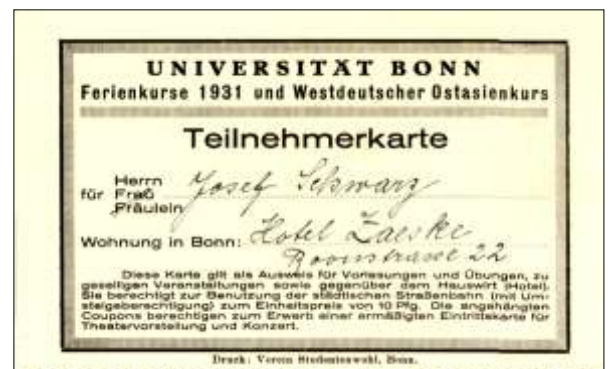 UNIVERSITÄT BONN
Ferienkurse 1931 und Westdeutscher Ostasienkurs
Teilnehmerkarte
Herrn
für Frau Josef Schwarz
Fräulein
Wohnung in Bonn: Hotel Zaeske
Roonstrasse 22
Diese Karte gilt als Ausweis für Vorlesungen und Übungen, zu
geselligen Veranstaltungen sowie gegenüber dem Hauswirt (Hotel).
Sie berechtigt zur Benutzung der städtischen Straßenbahn (mit Um-
steigeberechtigung) zum Einheitspreis von 10 Pfg. Die angehängten
Coupons berechtigen zum Erwerb einer ermäßigten Eintrittskarte für
Theatervorstellung und Konzert.
Druck: Verein Studentenwohl, Bonn.